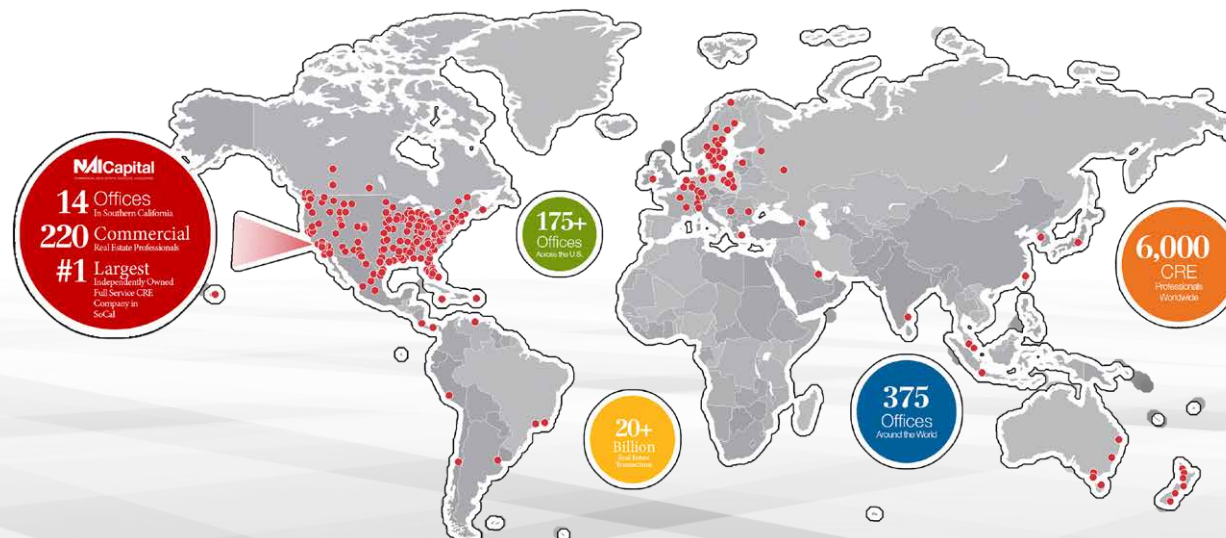 NAICapital
14 Offices
In Southern California
220 Commercial
Real Estate Professionals
#1 Largest
Independently Owned
Full Service CRE
Company in
SoCal
175+
Offices
Across the U.S.
20+
Billion
Real Estate
Transactions
375
Offices
Around the World
6,000
CRE
Professionals
Worldwide